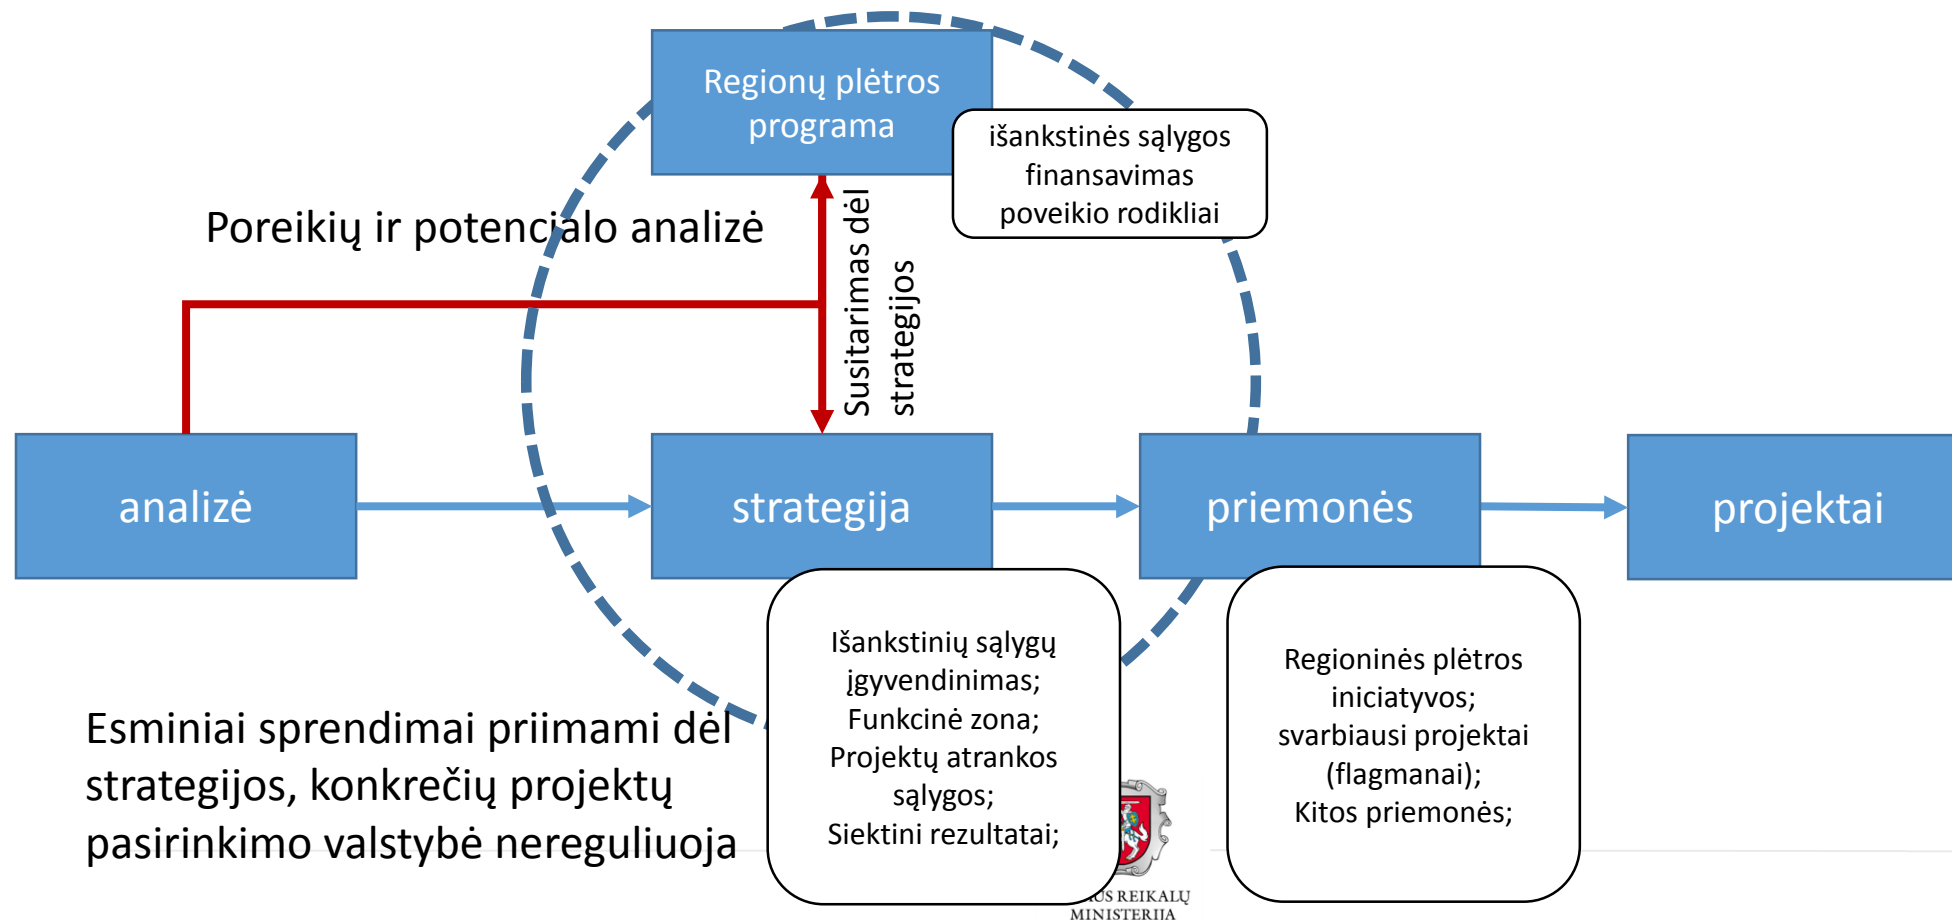 Regionų plėtros
programa
išankstinės sąlygos
finansavimas
poveikio rodikliai
Poreikių ir potencialo analizė
Susitarimas dėl
strategijos
analizė
strategija
priemonės
projektai
Išankstinių sąlygų
įgyvendinimas;
Funkcinė zona;
Projektų atrankos
sąlygos;
Siektini rezultatai;
Regioninės plėtros
iniciatyvos;
svarbiausi projektai
(flagmanai);
Kitos priemonės;
Esminiai sprendimai priimami dėl
strategijos, konkrečių projektų
pasirinkimo valstybė nereguliuoja
REIKALŲ
MINISTERIJA